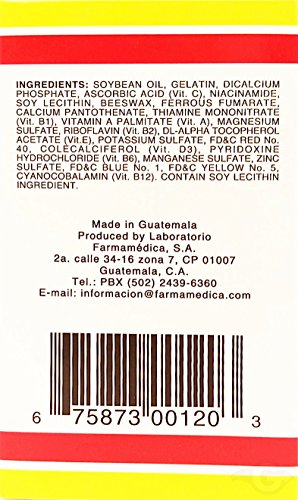 INGREDIENTS: SOYBEAN OIL, GELATIN, DICALCIUM
PHOSPHATE, ASCORBIC ACID (Vit. C), NIACINAMIDE,
SOY LECITHIN, BEESWAX, FERROUS FUMARATE,
CALCIUM PANTOTHENATE, THIAMINE MONONITRATE
(Vit. B1), VITAMIN A PALMITATE (Vit. A), MAGNESIUM
SULFATE, RIBOFLAVIN (Vit. B2), DL-ALPHA TOCOPHEROL
ACETATE (Vit.E), POTASSIUM SULFATE, FD&C RED No.
40, COLECALCIFEROL (Vit. D3), PYRIDOXINE
HYDROCHLORIDE (Vit. B6), MANGANESE SULFATE, ZINC
SULFATE, FD&C BLUE No. 1, FD&C YELLOW No. 5,
CYANOCOBALAMIN (Vit. B12). CONTAIN SOY LECITHIN
INGREDIENT.
Made in Guatemala
Produced by Laboratorio
Farmamédica, S.A.
2a. calle 34-16 zona 7, CP 01007
Guatemala, C.A.
Tel.: PBX (502) 2439-6360
E-mail: informacion@farmamedica.com
6 75873 00120 3